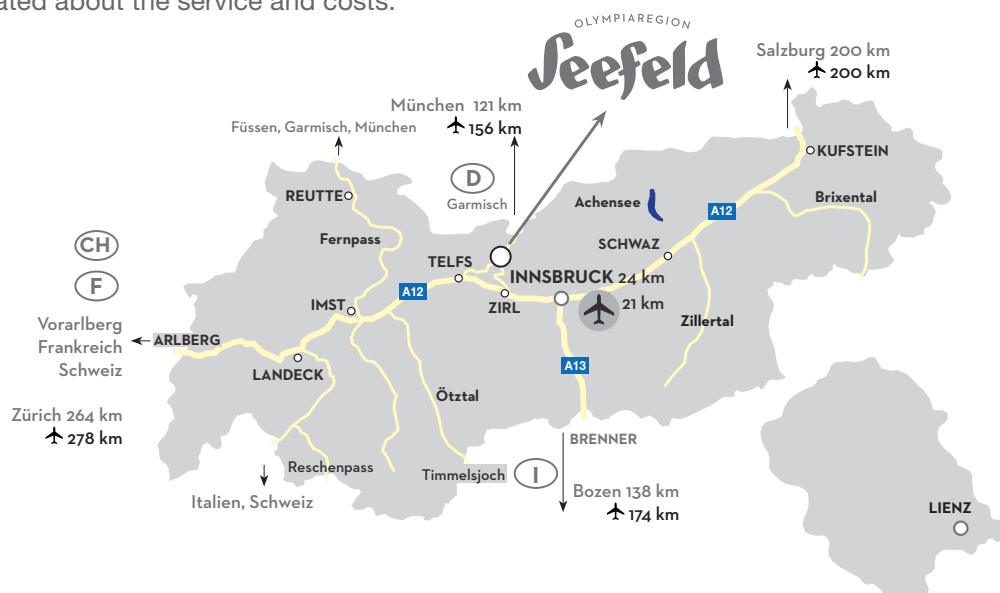 ated about the service and costs.
OLYMPIAREGION
Seefeld
Salzburg 200 km
200 km
München 121 km
156 km
Füssen, Garmisch, München
KUFSTEIN
D
Garmisch
REUTTE
Achensee
Brixental
A12
Fernpass
SCHWAZ
CH
TELFS
INNSBRUCK 24 km
F
A12
21 km
IMST
ZIRL
Zillertal
Vorarlberg
Frankreich
Schweiz
ARLBERG
LANDECK
A13
Ötztal
Zürich 264 km
278 km
BRENNER
Reschenpass
Timmelsjoch
I
Italien, Schweiz
Bozen 138 km
174 km
LIENZ